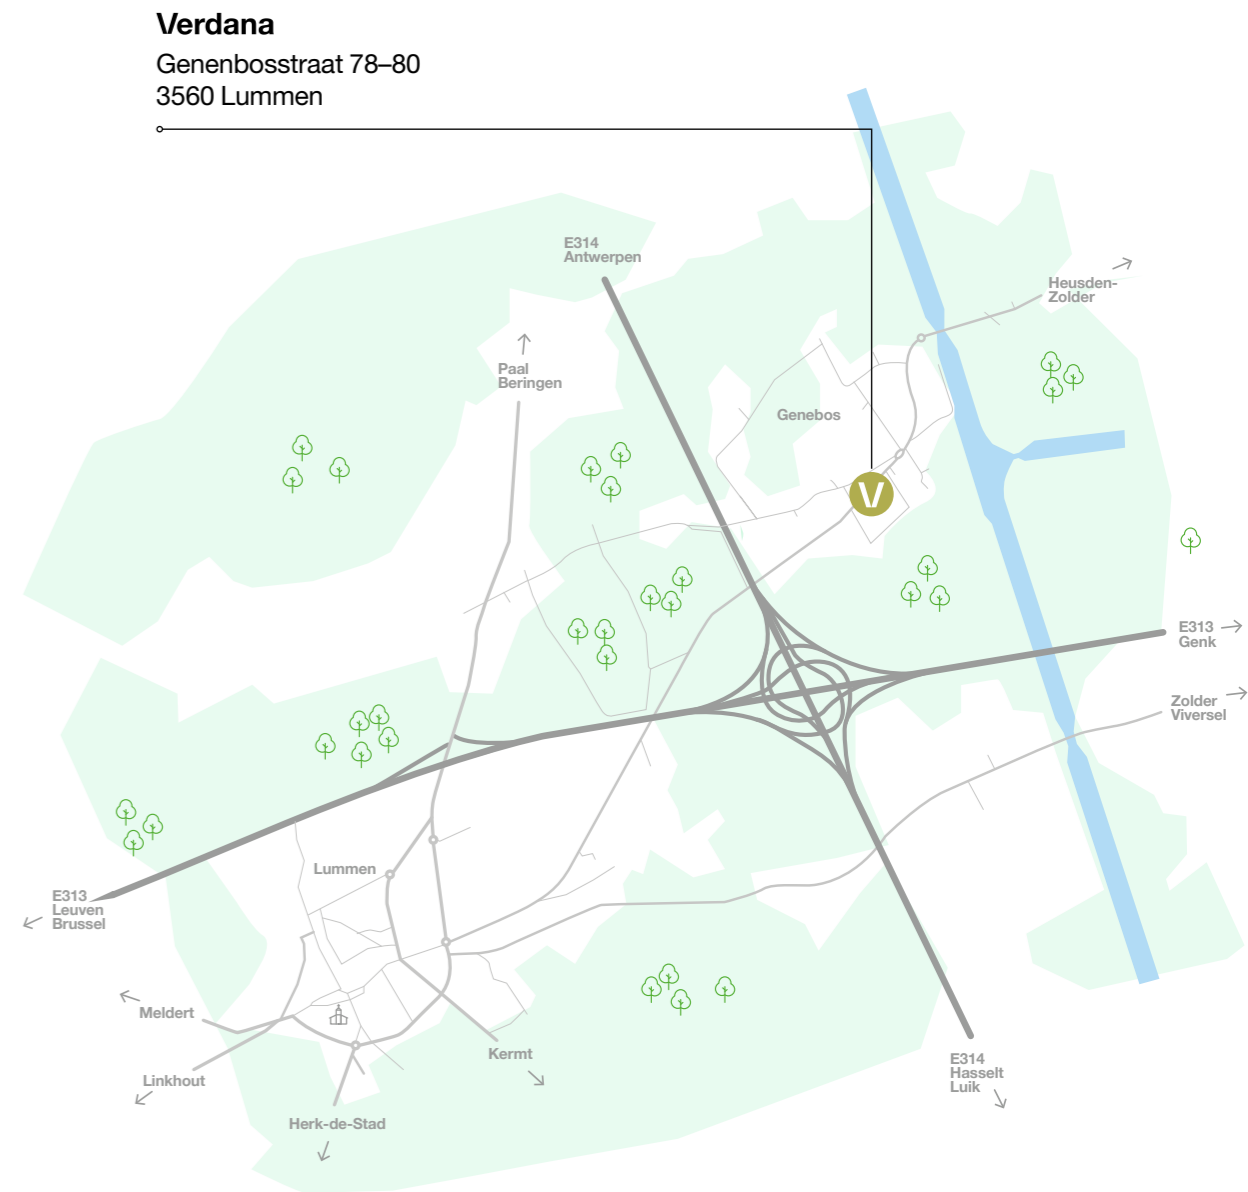 Verdana
Genenbosstraat 78–80
3560 Lummen
E314
Antwerpen
Heusden-
Zolder
Paal
Beringen
Genebos
V
E313
Genk
Zolder
Viversel
Lummen
E313
Leuven
Brussel
Meldert
Kermt
E314
Hasselt
Luik
Linkhout
Herk-de-Stad